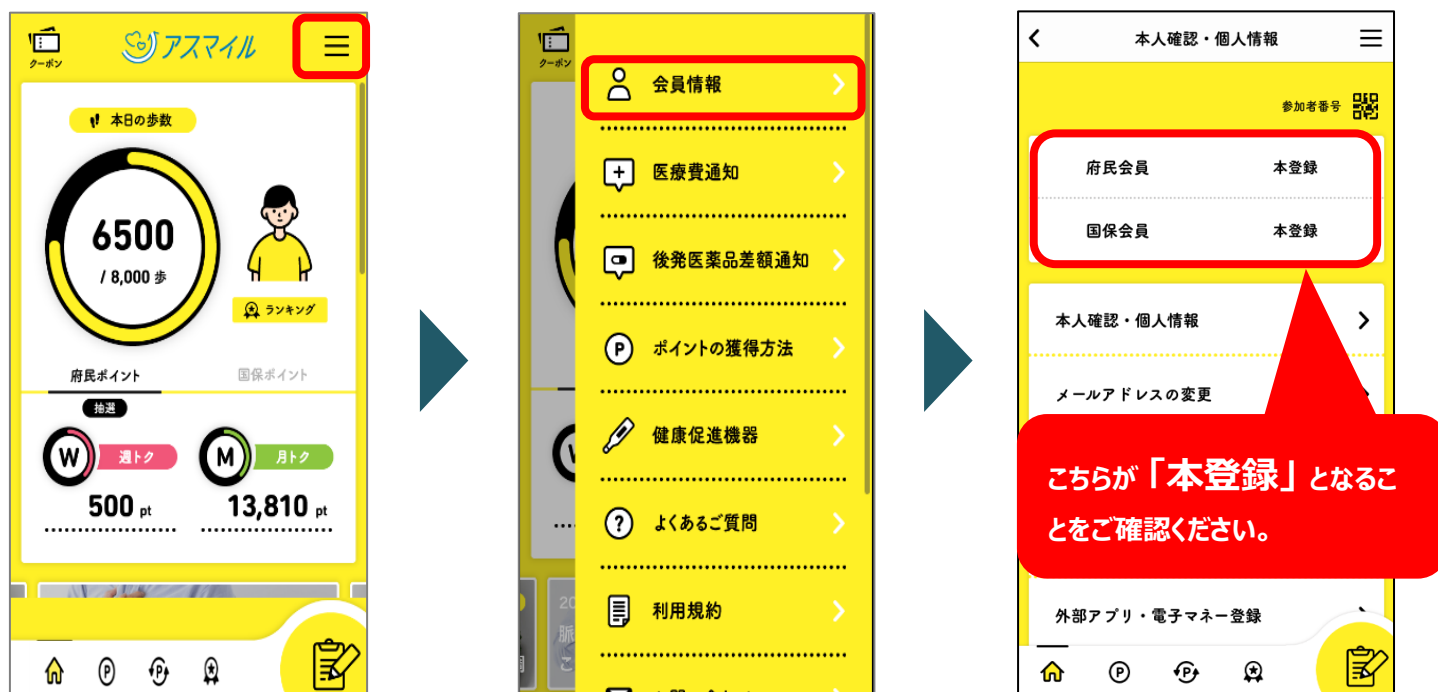 クーポン
アスマイル
本日の歩数
6500
/ 8,000 歩
ランキング
府民ポイント
国保ポイント
抽選
W
週トク
M
月トク
500 pt
13,810 pt
P
P
クーポン
会員情報
医療費通知
後発医薬品差額通知
P
ポイントの獲得方法
健康促進機器
?
よくあるご質問
利用規約
20
脈
こ
本人確認・個人情報
参加者番号
府民会員
本登録
国保会員
本登録
本人確認・個人情報
メールアドレスの変更
こちらが「本登録」となるこ
とをご確認ください。
外部アプリ・電子マネー登録
P
P